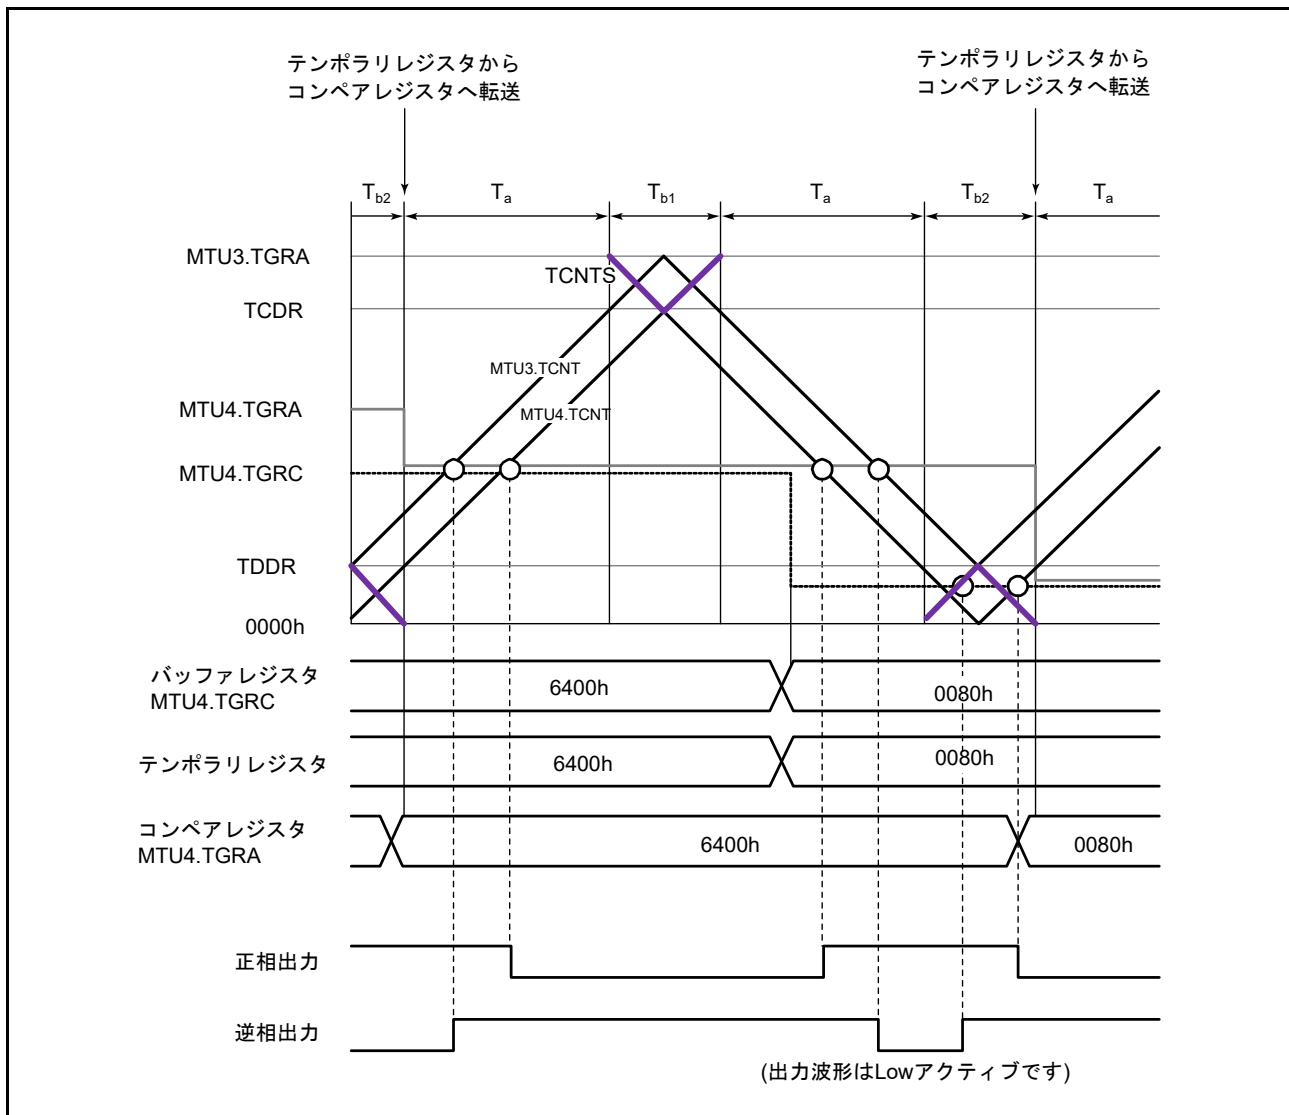 テンポラリレジスタから
コンペアレジスタへ転送
テンポラリレジスタから
コンペアレジスタへ転送
Tb2
Ta
Tb1
Ta
Tb2
Ta
MTU3.TGRA
TCNTS
TCDR
MTU3.TCNT
MTU4.TGRA
MTU4.TCNT
MTU4.TGRC
TDDR
0000h
バッファレジスタ
MTU4.TGRC
6400h
0080h
テンポラリレジスタ
6400h
0080h
コンペアレジスタ
MTU4.TGRA
6400h
0080h
正相出力
逆相出力
(出力波形はLowアクティブです)